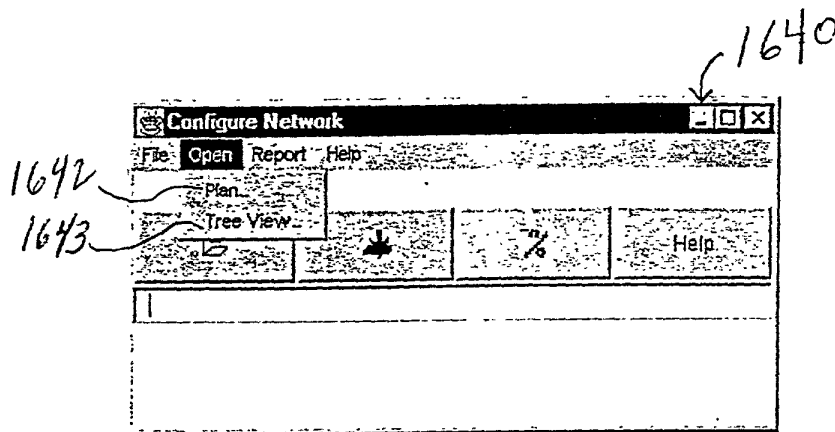 1640
Configure Network
File Open Report Help
1642
Plan...
1643
Tree View...
Help